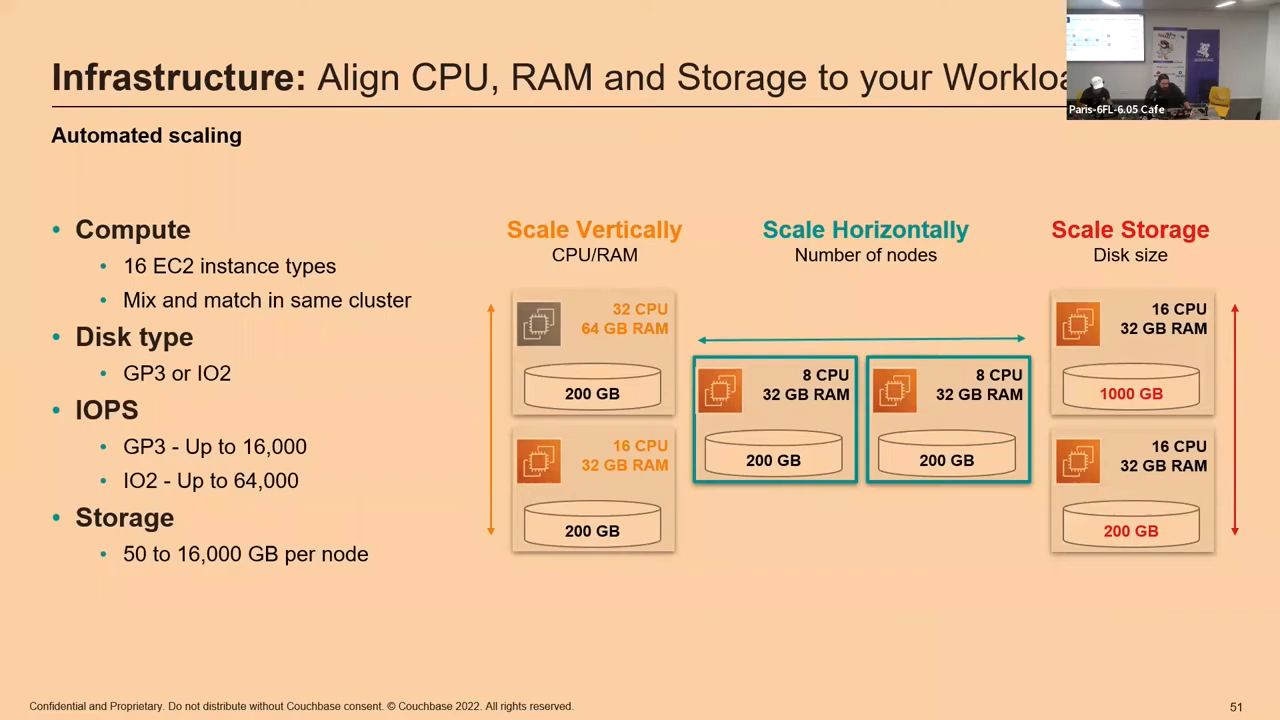 Infrastructure: Align CPU, RAM and Storage to your
Paris-6FL-6.05 Cafe
Automated scaling
• Compute
• 16 EC2 instance types
• Mix and match in same cluster
• Disk type
• GP3 or IO2
• IOPS
• GP3 - Up to 16,000
• IO2 - Up to 64,000
• Storage
• 50 to 16,000 GB per node
Scale Vertically
CPU/RAM
32 CPU
64 GB RAM
200 GB
16 CPU
32 GB RAM
200 GB
Scale Horizontally
Number of nodes
8 CPU
32 GB RAM
200 GB
8 CPU
32 GB RAM
200 GB
Scale Storage
Disk size
16 CPU
32 GB RAM
1000 GB
16 CPU
32 GB RAM
200 GB
Confidential and Proprietary. Do not distribute without Couchbase consent. © Couchbase 2022. All rights reserved.
51